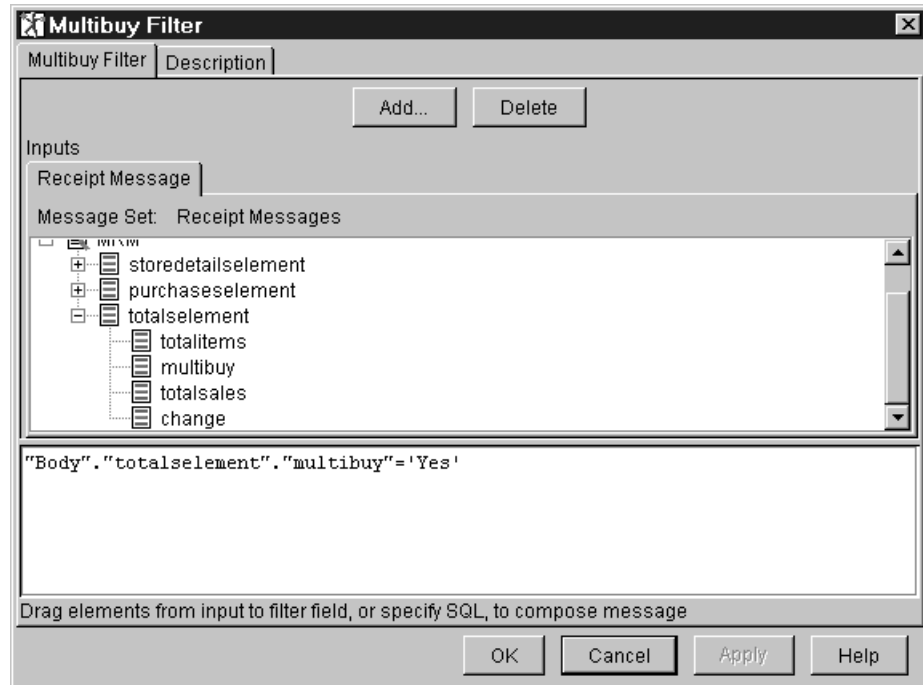 Multibuy Filter
Multibuy Filter Description
Add... Delete
Inputs
Receipt Message
Message Set: Receipt Messages
MRM
storedetailselement
purchaseselement
totalselement
totalitems
multibuy
totalsales
change
"Body"."totalselement"."multibuy"='Yes'
Drag elements from input to filter field, or specify SQL, to compose message
OK Cancel Apply Help